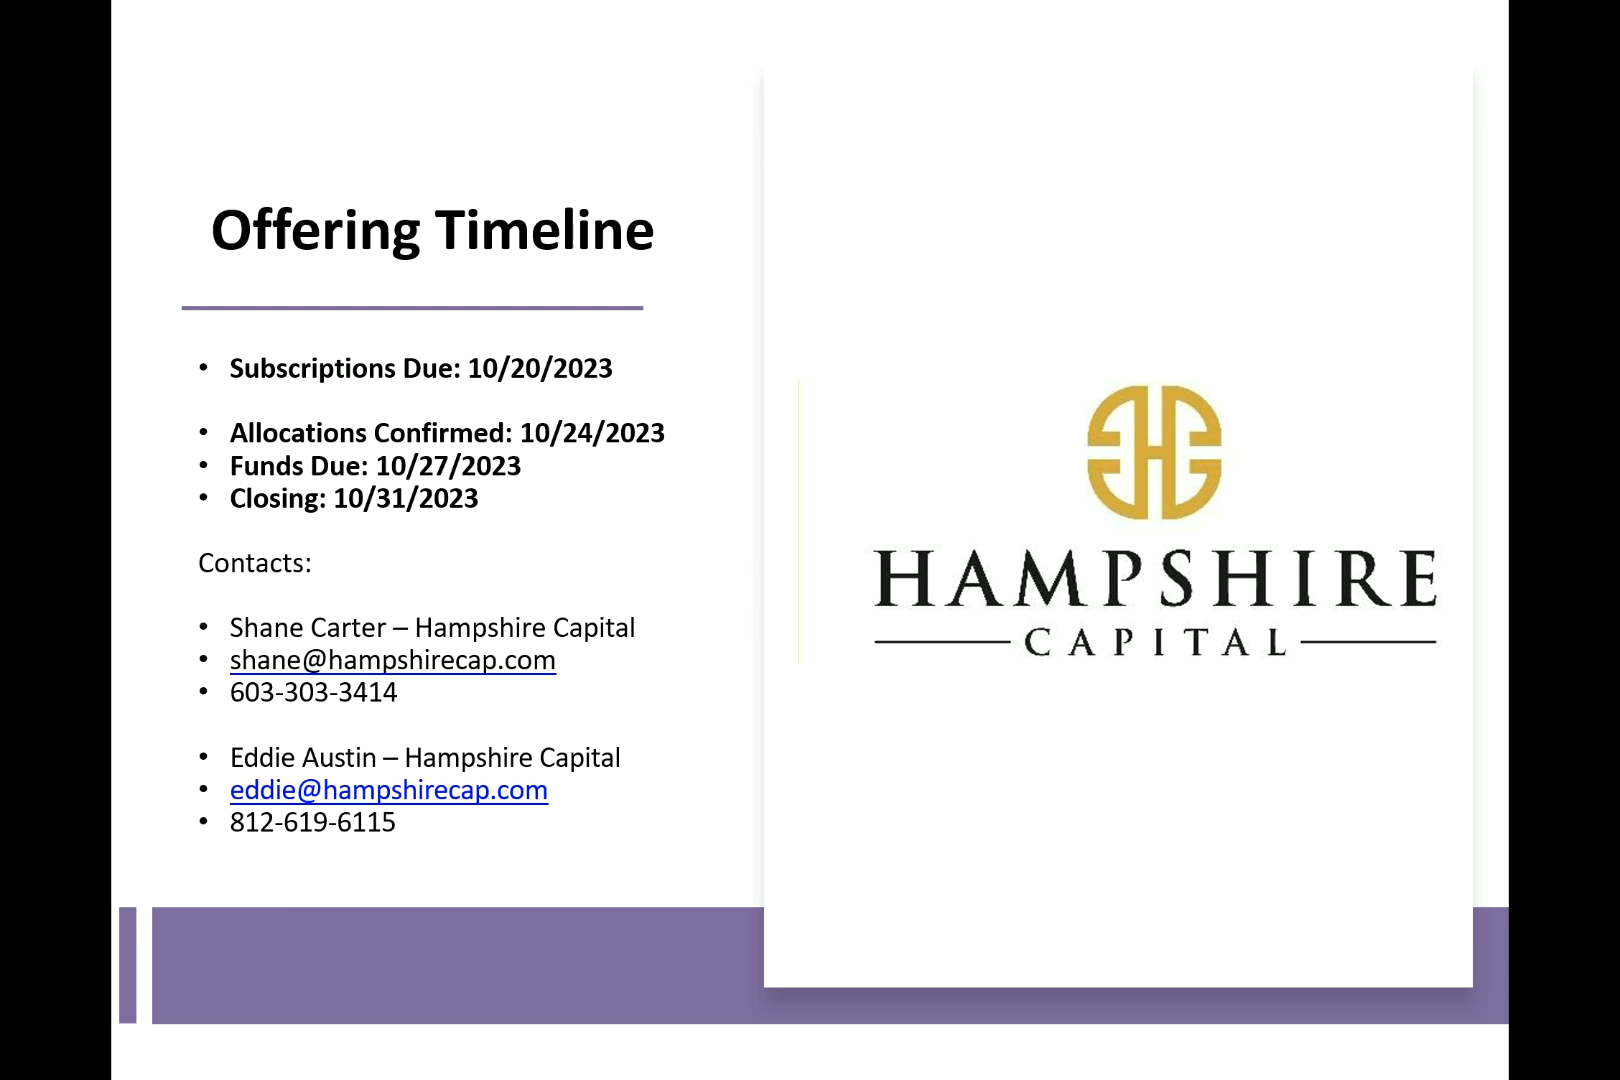 Offering Timeline
• Subscriptions Due: 10/20/2023
• Allocations Confirmed: 10/24/2023
• Funds Due: 10/27/2023
• Closing: 10/31/2023
Contacts:
• Shane Carter – Hampshire Capital
• shane@hampshirecap.com
• 603-303-3414
• Eddie Austin – Hampshire Capital
• eddie@hampshirecap.com
• 812-619-6115
HAMPSHIRE
CAPITAL